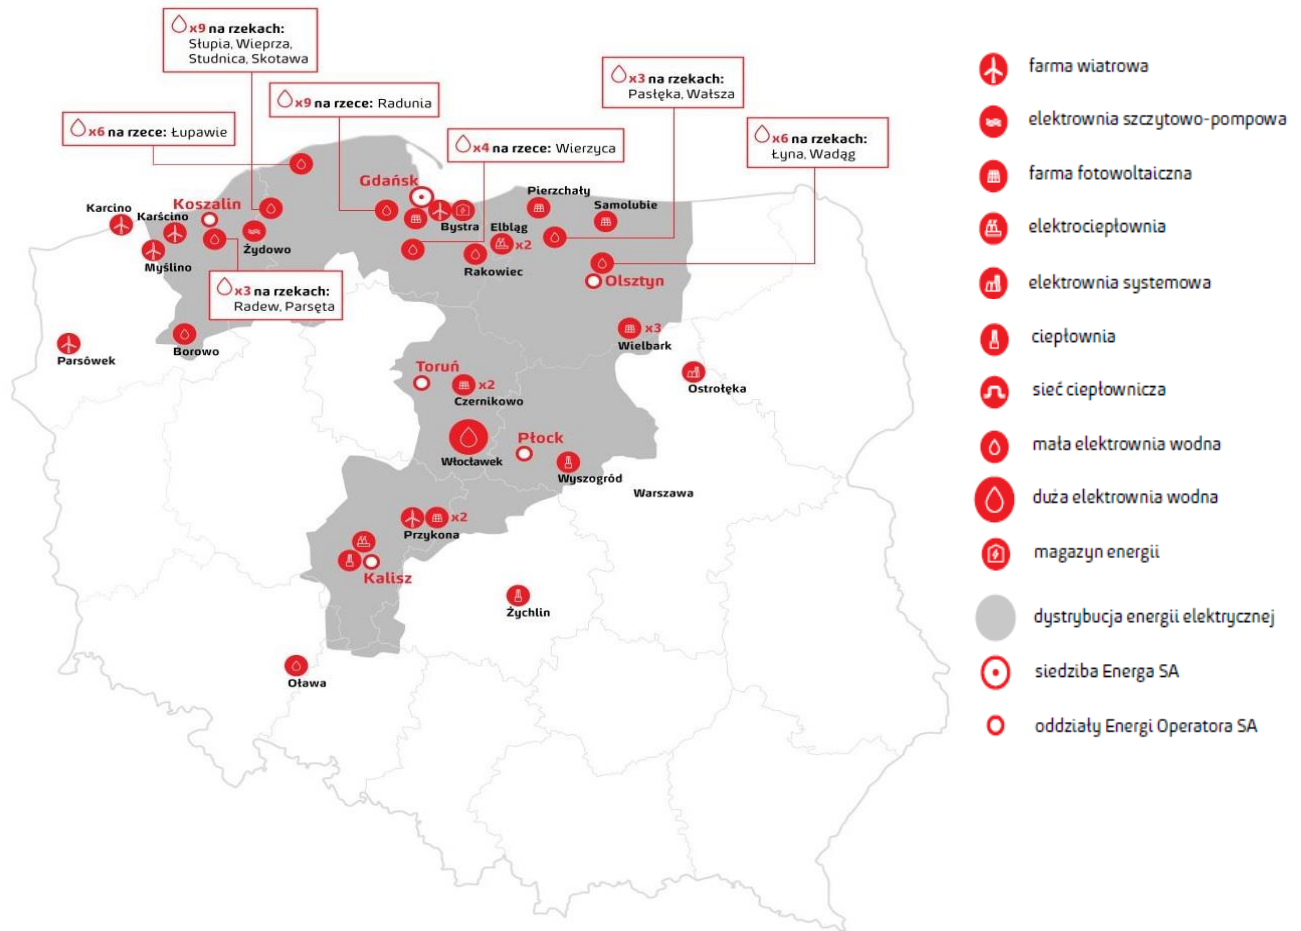 x9 na rzekach:
Słupia, Wieprza,
Studnica, Skotawa
x9 na rzece: Radunia
x6 na rzece: Łupawie
x3 na rzekach:
Pasłęka, Wałsza
x4 na rzece: Wierzyca
x6 na rzekach:
Łyna, Wadąg
Gdańsk
Koszalin
Karcino
Karścino
Myślino
Żydowo
Bystra
Elbląg
x2
Rakowiec
Pierzchały
Samolubie
Olsztyn
x3 na rzekach:
Radew, Parsęta
Parsówek
Borowo
x3
Wielbark
Ostrołęka
Toruń
x2
Czernikowo
Włocławek
Płock
Wyszogród
Warszawa
x2
Przykona
Kalisz
Żychlin
Oława
farma wiatrowa
elektrownia szczytowo-pompowa
farma fotowoltaiczna
elektrociepłownia
elektrownia systemowa
ciepłownia
sieć ciepłownicza
mała elektrownia wodna
duża elektrownia wodna
magazyn energii
dystrybucja energii elektrycznej
siedziba Energa SA
oddziały Energi Operatora SA